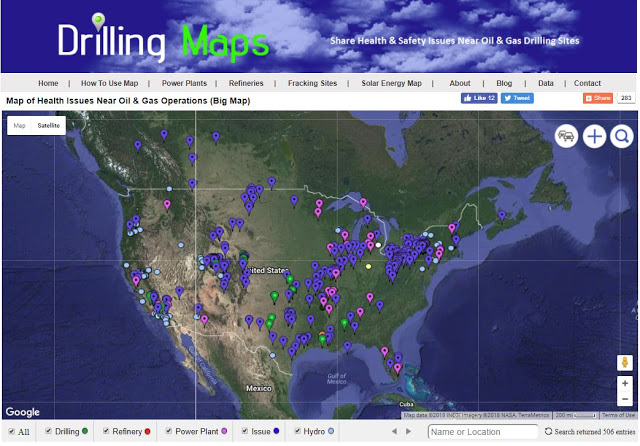 Drilling Maps
Share Health & Safety Issues Near Oil & Gas Drilling Sites
Home | How To Use Map | Power Plants | Refineries | Fracking Sites | Solar Energy Map | About | Blog | Data | Contact
Map of Health Issues Near Oil & Gas Operations (Big Map)
Like 12
Tweet
Share
283
Map
Satellite
United States
Gulf of
Mexico
Mexico
Cuba
Google
Map data ©2018 INEGI Imagery ©2018 NASA, TerraMetrics
200 mi
Terms of Use
All
Drilling
Refinery
Power Plant
Issue
Hydro
Name or Location
Search returned 506 entries